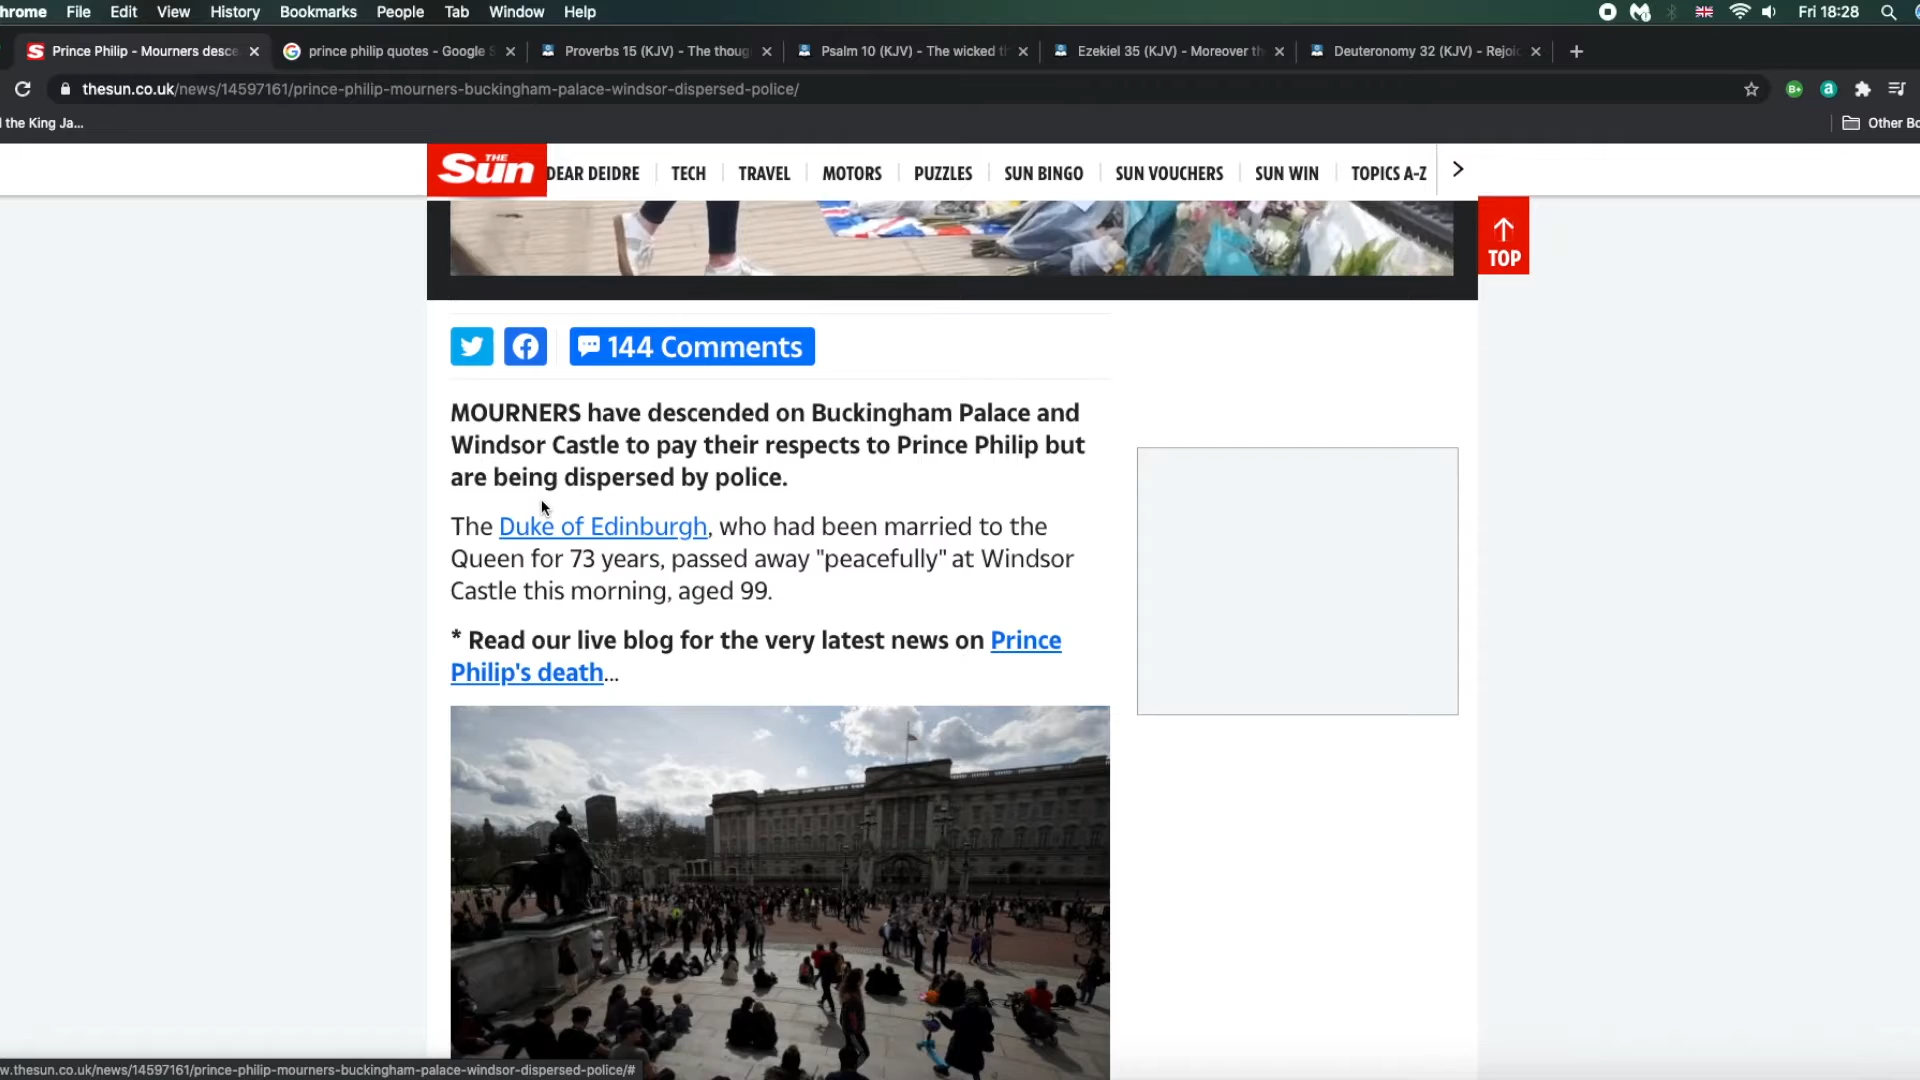 hrome File Edit View History Bookmarks People Tab Window Help Fri 18:28
Prince Philip - Mourners desce prince philip quotes - Google S Proverbs 15 (KJV) - The thoug Psalm 10 (KJV) - The wicked t Ezekiel 35 (KJV) - Moreover th Deuteronomy 32 (KJV) - Rejoi
thesun.co.uk/news/14597161/prince-philip-mourners-buckingham-palace-windsor-dispersed-police/
the King Ja... Other Bo
THE Sun DEAR DEIDRE TECH TRAVEL MOTORS PUZZLES SUN BINGO SUN VOUCHERS SUN WIN TOPICS A-Z
TOP
144 Comments
MOURNERS have descended on Buckingham Palace and
Windsor Castle to pay their respects to Prince Philip but
are being dispersed by police.
The Duke of Edinburgh, who had been married to the
Queen for 73 years, passed away "peacefully" at Windsor
Castle this morning, aged 99.
* Read our live blog for the very latest news on Prince
Philip's death...
w.thesun.co.uk/news/14597161/prince-philip-mourners-buckingham-palace-windsor-dispersed-police/#